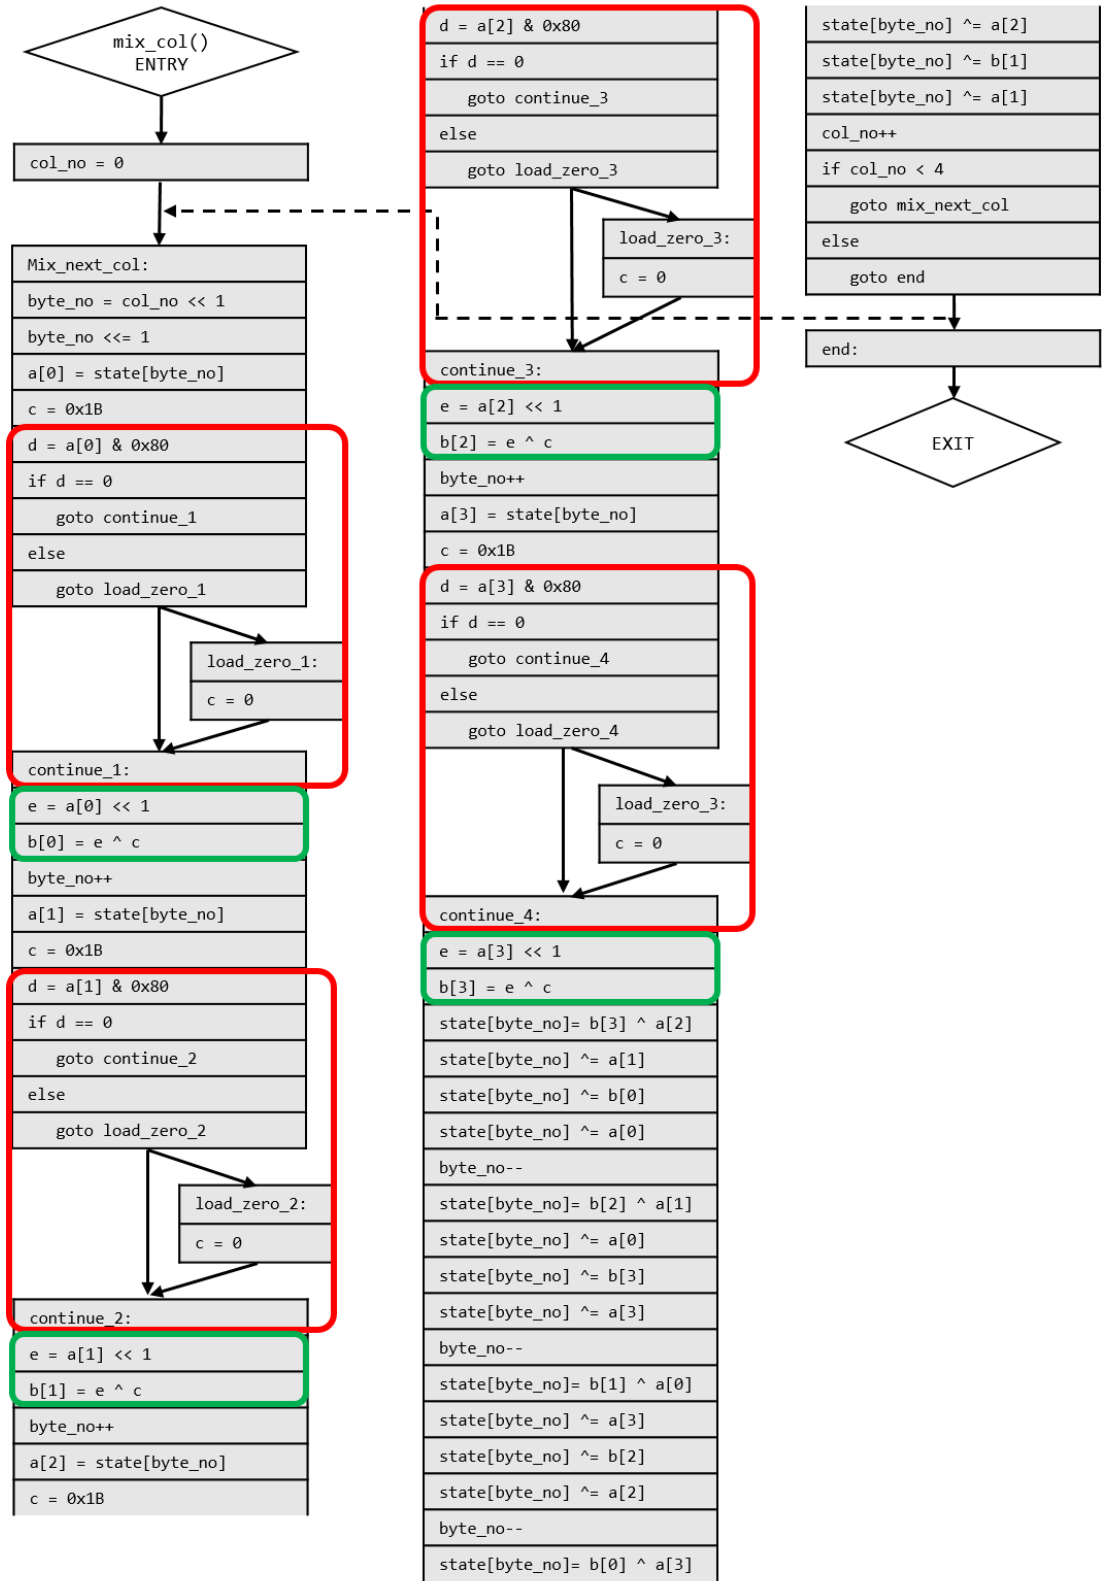 mix_col()
ENTRY
col_no = 0
Mix_next_col:
byte_no = col_no << 1
byte_no <<= 1
a[0] = state[byte_no]
c = 0x1B
d = a[0] & 0x80
if d == 0
goto continue_1
else
goto load_zero_1
load_zero_1:
c = 0
continue_1:
e = a[0] << 1
b[0] = e ^ c
byte_no++
a[1] = state[byte_no]
c = 0x1B
d = a[1] & 0x80
if d == 0
goto continue_2
else
goto load_zero_2
load_zero_2:
c = 0
continue_2:
e = a[1] << 1
b[1] = e ^ c
byte_no++
a[2] = state[byte_no]
c = 0x1B
d = a[2] & 0x80
if d == 0
goto continue_3
else
goto load_zero_3
load_zero_3:
c = 0
continue_3:
e = a[2] << 1
b[2] = e ^ c
byte_no++
a[3] = state[byte_no]
c = 0x1B
d = a[3] & 0x80
if d == 0
goto continue_4
else
goto load_zero_4
load_zero_3:
c = 0
continue_4:
e = a[3] << 1
b[3] = e ^ c
state[byte_no]= b[3] ^ a[2]
state[byte_no] ^= a[1]
state[byte_no] ^= b[0]
state[byte_no] ^= a[0]
byte_no--
state[byte_no]= b[2] ^ a[1]
state[byte_no] ^= a[0]
state[byte_no] ^= b[3]
state[byte_no] ^= a[3]
byte_no--
state[byte_no]= b[1] ^ a[0]
state[byte_no] ^= a[3]
state[byte_no] ^= b[2]
state[byte_no] ^= a[2]
byte_no--
state[byte_no]= b[0] ^ a[3]
state[byte_no] ^= a[2]
state[byte_no] ^= b[1]
state[byte_no] ^= a[1]
col_no++
if col_no < 4
goto mix_next_col
else
goto end
end:
EXIT